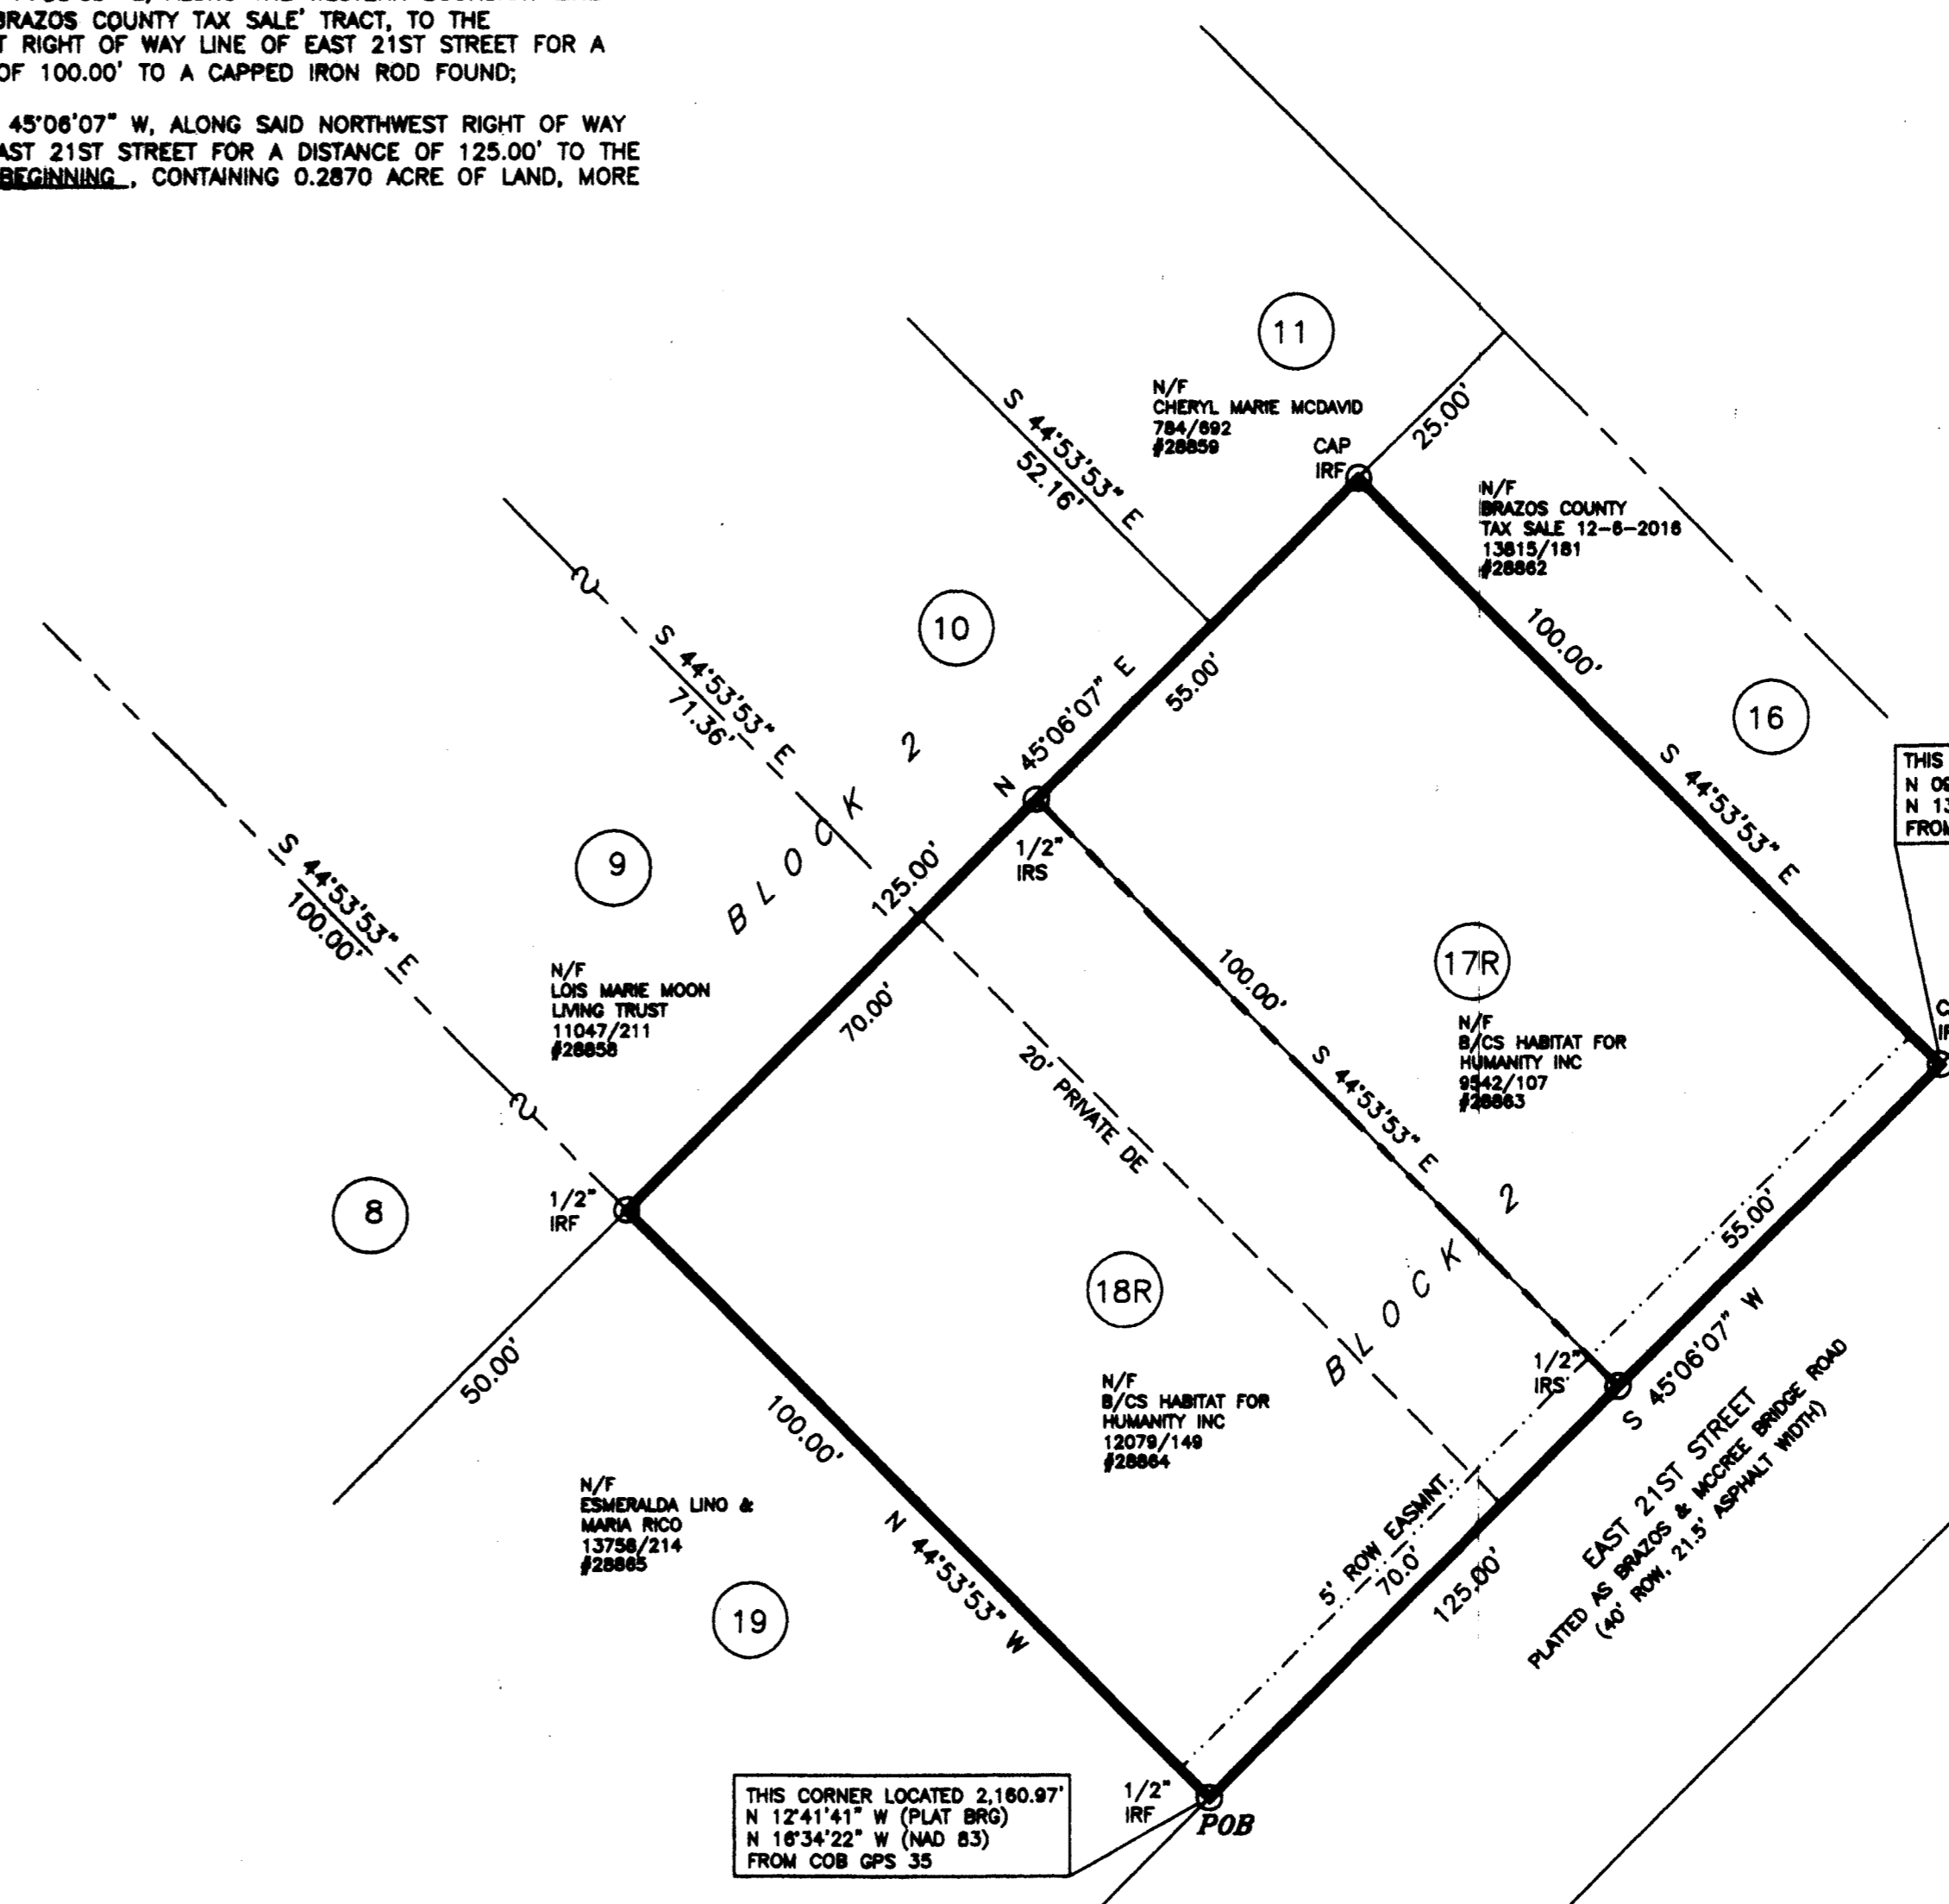 BRAZOS COUNTY TAX SALE' TRACT, TO THE
RIGHT OF WAY LINE OF EAST 21ST STREET FOR A
OF 100.00' TO A CAPPED IRON ROD FOUND;
45°06'07" W, ALONG SAID NORTHWEST RIGHT OF WAY
21ST STREET FOR A DISTANCE OF 125.00' TO THE
BEGINNING , CONTAINING 0.2870 ACRE OF LAND, MORE
11
N/F
CHERYL MARIE MCDAVID
784/692
#28859
CAP
IRF
25.00'
S 44°53'53" E
52.16'
N/F
BRAZOS COUNTY
TAX SALE 12-6-2016
13815/181
#28862
100.00'
S 44°53'53" E
16
10
S 44°53'53" E
71.36'
55.00'
N 45°06'07" E
125.00'
BLOCK 2
1/2"
IRS
9
S 44°53'53" E
100.00'
N/F
LOIS MARIE MOON
LIVING TRUST
11047/211
#28858
70.00'
THIS
FROM
100.00'
S 44°53'53" E
17R
N/F
B/CS HABITAT FOR
HUMANITY INC
9542/107
#28863
20' PRIVATE DE
8
1/2"
IRF
50.00'
18R
N/F
B/CS HABITAT FOR
HUMANITY INC
12079/149
#28864
BLOCK 2
55.00'
1/2"
IRS
S 45°06'07" W
EAST 21ST STREET
PLATTED AS BRAZOS & MCCREE BRIDGE ROAD
(40' ROW, 21.5' ASPHALT WIDTH)
5' ROW EASMNT.
70.0'
125.00'
100.00'
N 44°53'53" W
N/F
ESMERALDA LINO &
MARIA RICO
13758/214
#28865
19
THIS CORNER LOCATED 2,160.97'
N 12°41'41" W (PLAT BRG)
N 16°34'22" W (NAD 83)
FROM COB GPS 35
1/2"
IRF
POB